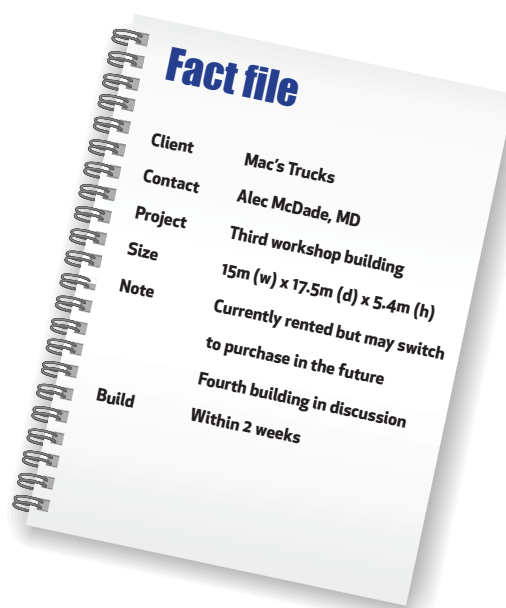 Fact file
Client Mac's Trucks
Contact Alec McDade, MD
Project Third workshop building
Size 15m (w) x 17.5m (d) x 5.4m (h)
Note Currently rented but may switch
to purchase in the future
Fourth building in discussion
Build Within 2 weeks